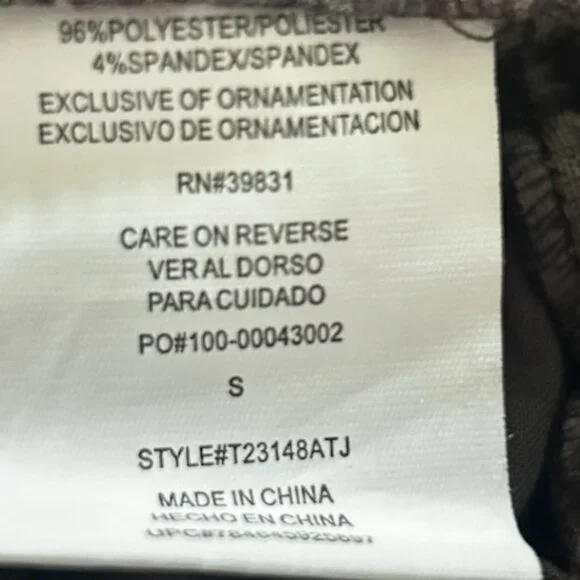 96%POLYESTER/POLIESTER
4%SPANDEX/SPANDEX
EXCLUSIVE OF ORNAMENTATION
EXCLUSIVO DE ORNAMENTACION
RN#39831
CARE ON REVERSE
VER AL DORSO
PARA CUIDADO
PO#100-00043002
S
STYLE#T23148ATJ
MADE IN CHINA
HECHO EN CHINA